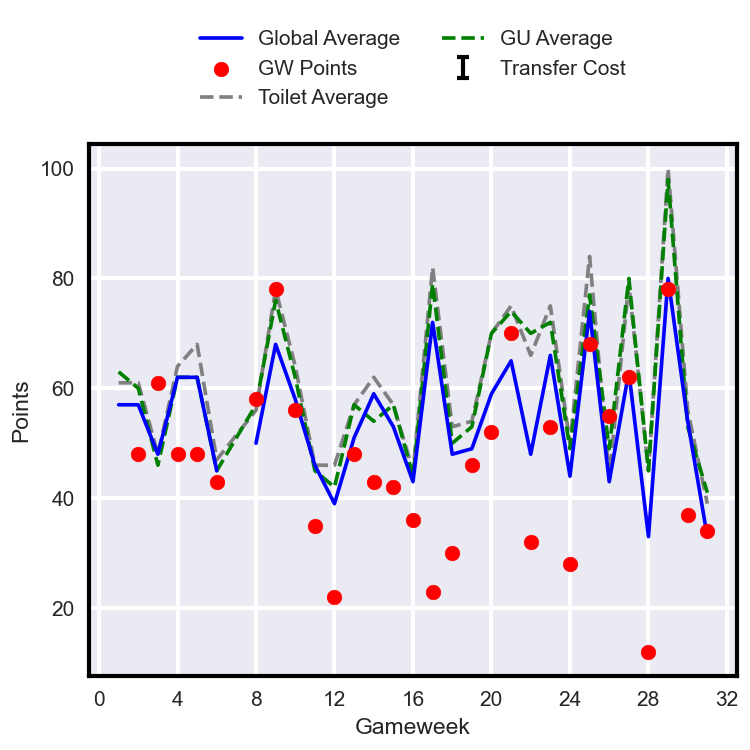 Global Average
GW Points
Toilet Average
GU Average
Transfer Cost
100
80
60
40
20
Points
0 4 8 12 16 20 24 28 32
Gameweek